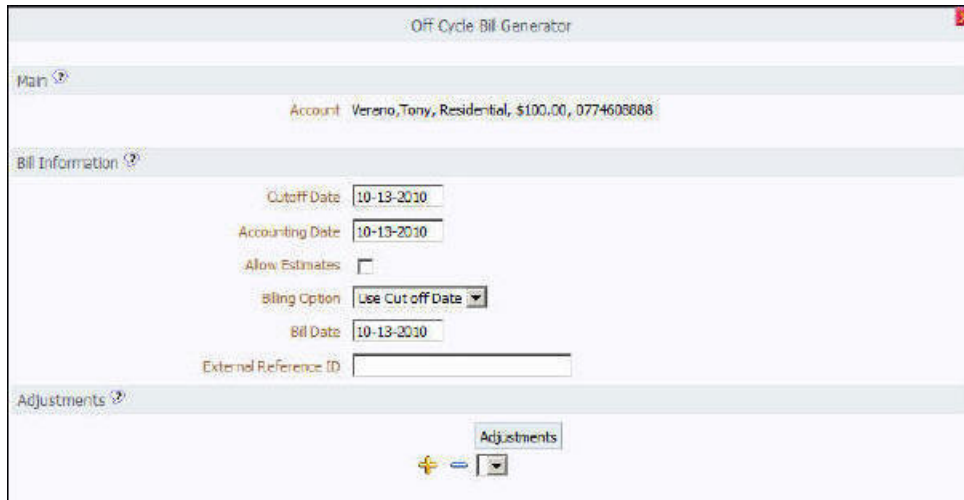 Off Cycle Bill Generator
Main ?
Account Verano,Tony, Residential, $100.00, 0774608888
Bill Information ?
Cutoff Date 10-13-2010
Accounting Date 10-13-2010
Allow Estimates
Billing Option Use Cut off Date
Bill Date 10-13-2010
External Reference ID
Adjustments ?
Adjustments